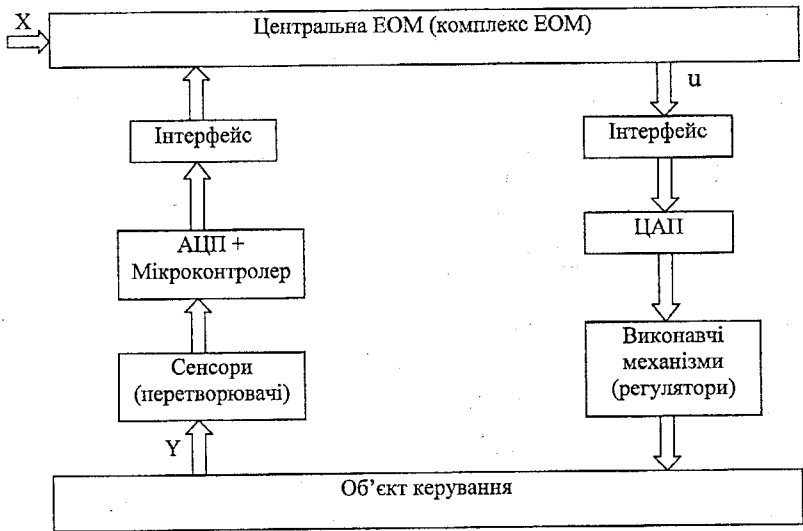 X
Центральна ЕОМ (комплекс ЕОМ)
u
Інтерфейс
Інтерфейс
АЦП +
Мікроконтролер
ЦАП
Сенсори
(перетворювачі)
Виконавчі
механізми
(регулятори)
Y
Об’єкт керування